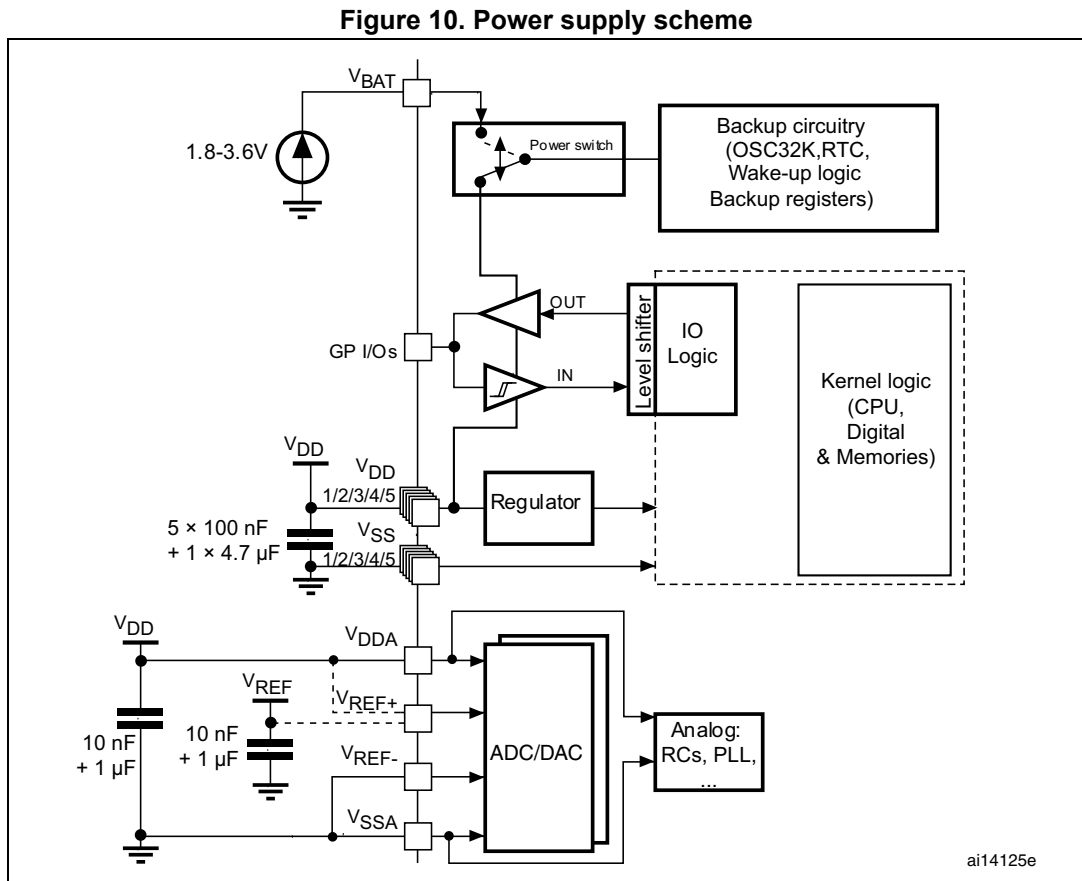 Figure 10. Power supply scheme
VBAT
1.8-3.6V
Power switch
Backup circuitry
(OSC32K,RTC,
Wake-up logic
Backup registers)
GP I/Os
OUT
IN
Level shifter
IO
Logic
Kernel logic
(CPU,
Digital
& Memories)
VDD
VDD
1/2/3/4/5
Regulator
5 × 100 nF
+ 1 × 4.7 µF
VSS
1/2/3/4/5
VDD
VDDA
VREF
VREF+
10 nF
+ 1 µF
10 nF
+ 1 µF
VREF-
VSSA
ADC/DAC
Analog:
RCs, PLL,
...
ai14125e